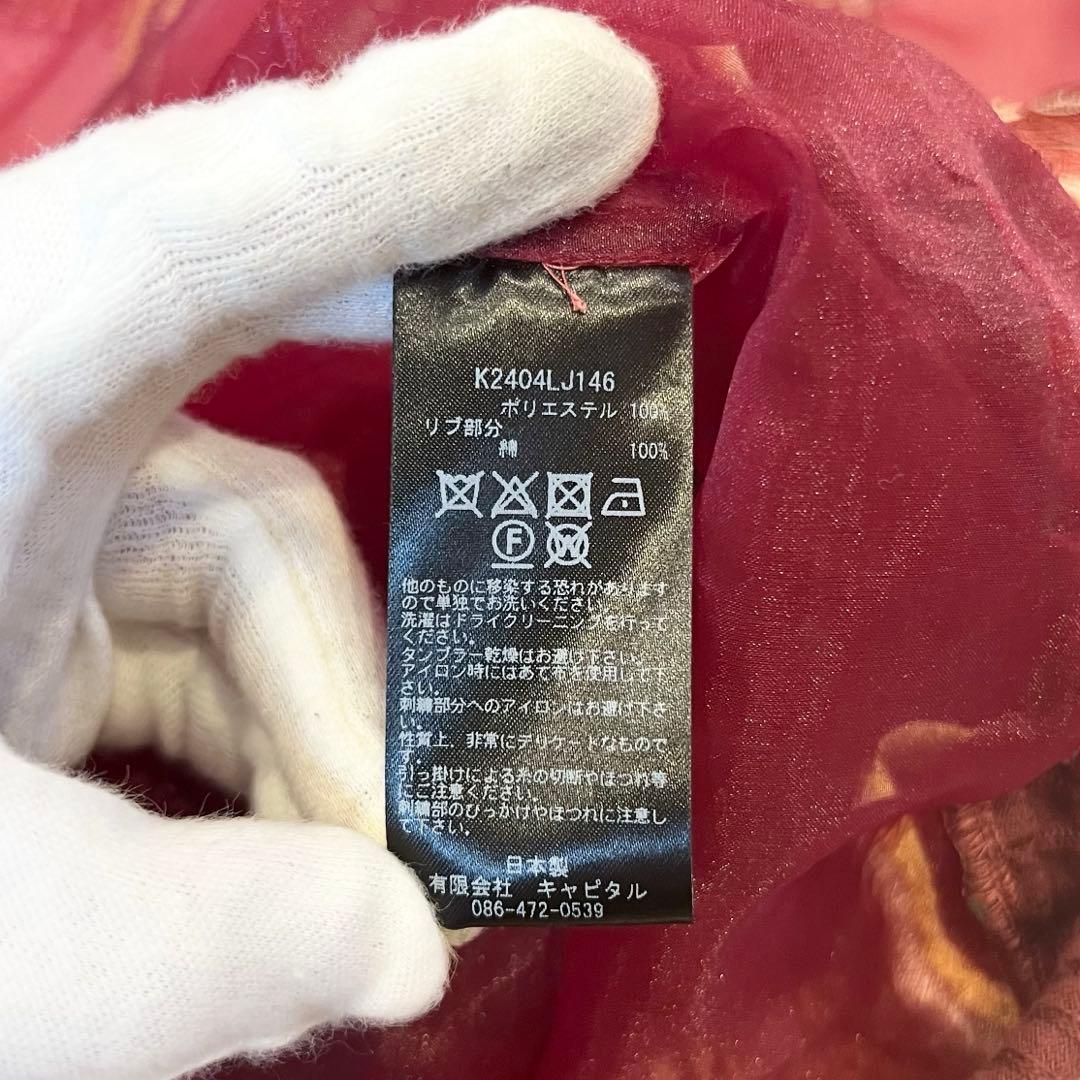 K2404LJ146
ポリエステル 100%
リブ部分
綿 100%
F W
他のものに移染する恐れがあります
ので単独でお洗いください。
洗濯はドライクリーニングを行って
ください。
タンブラー乾燥はお避け下さい。
アイロン時にはあて布を使用して下
さい。
刺繍部分へのアイロンはお避け下さ
い。
性質上、非常にデリケートなもので
す。
引っ掛けによる糸の切断やほつれ等
にご注意ください。
刺繍部のひっかけやほつれに注意し
て下さい。
日本製
有限会社 キャピタル
086-472-0539